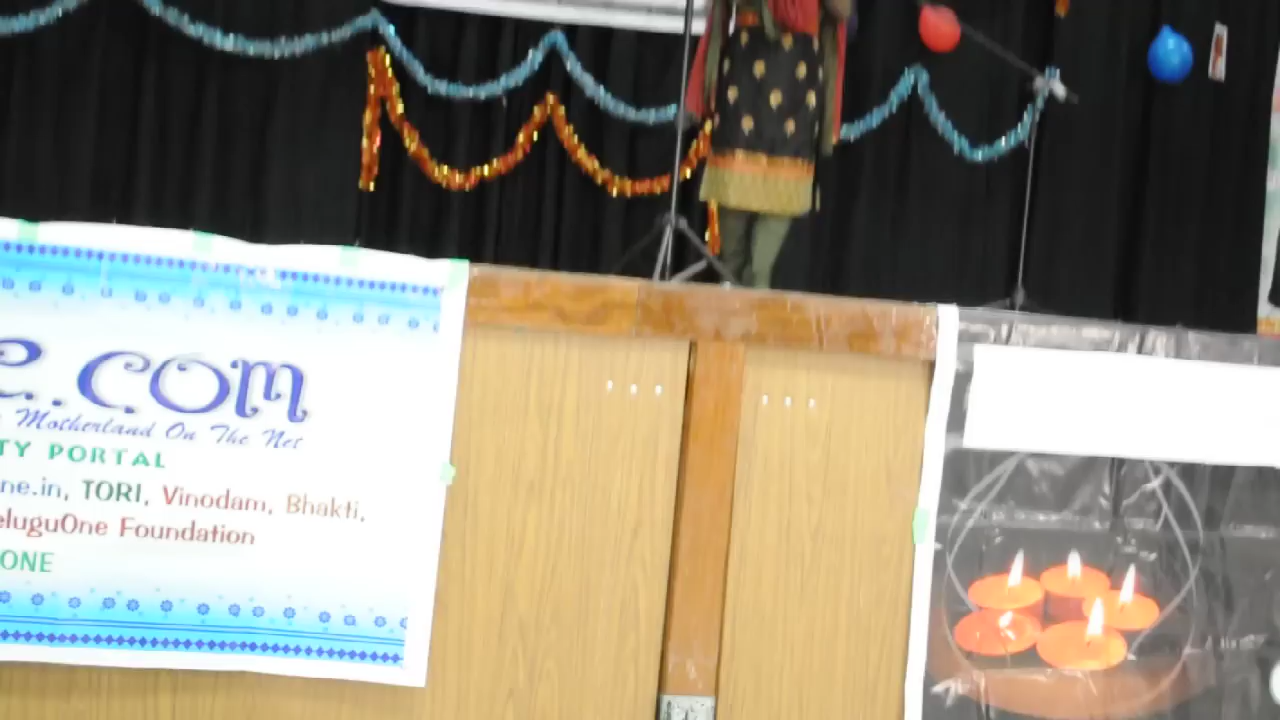 e.com
Motherland On The Net
TY PORTAL
ne.in, TORI, Vinodam, Bhakti,
eluguOne Foundation
ONE